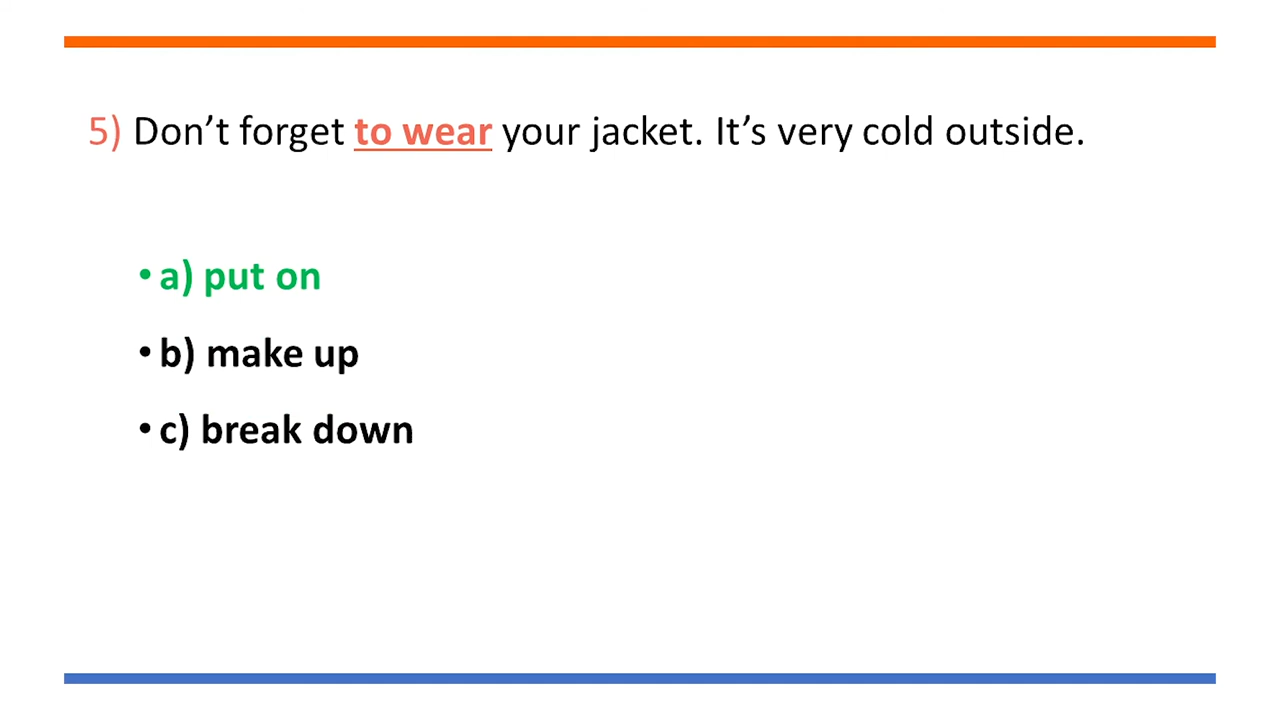 5) Don’t forget to wear your jacket. It’s very cold outside.
• a) put on
• b) make up
• c) break down